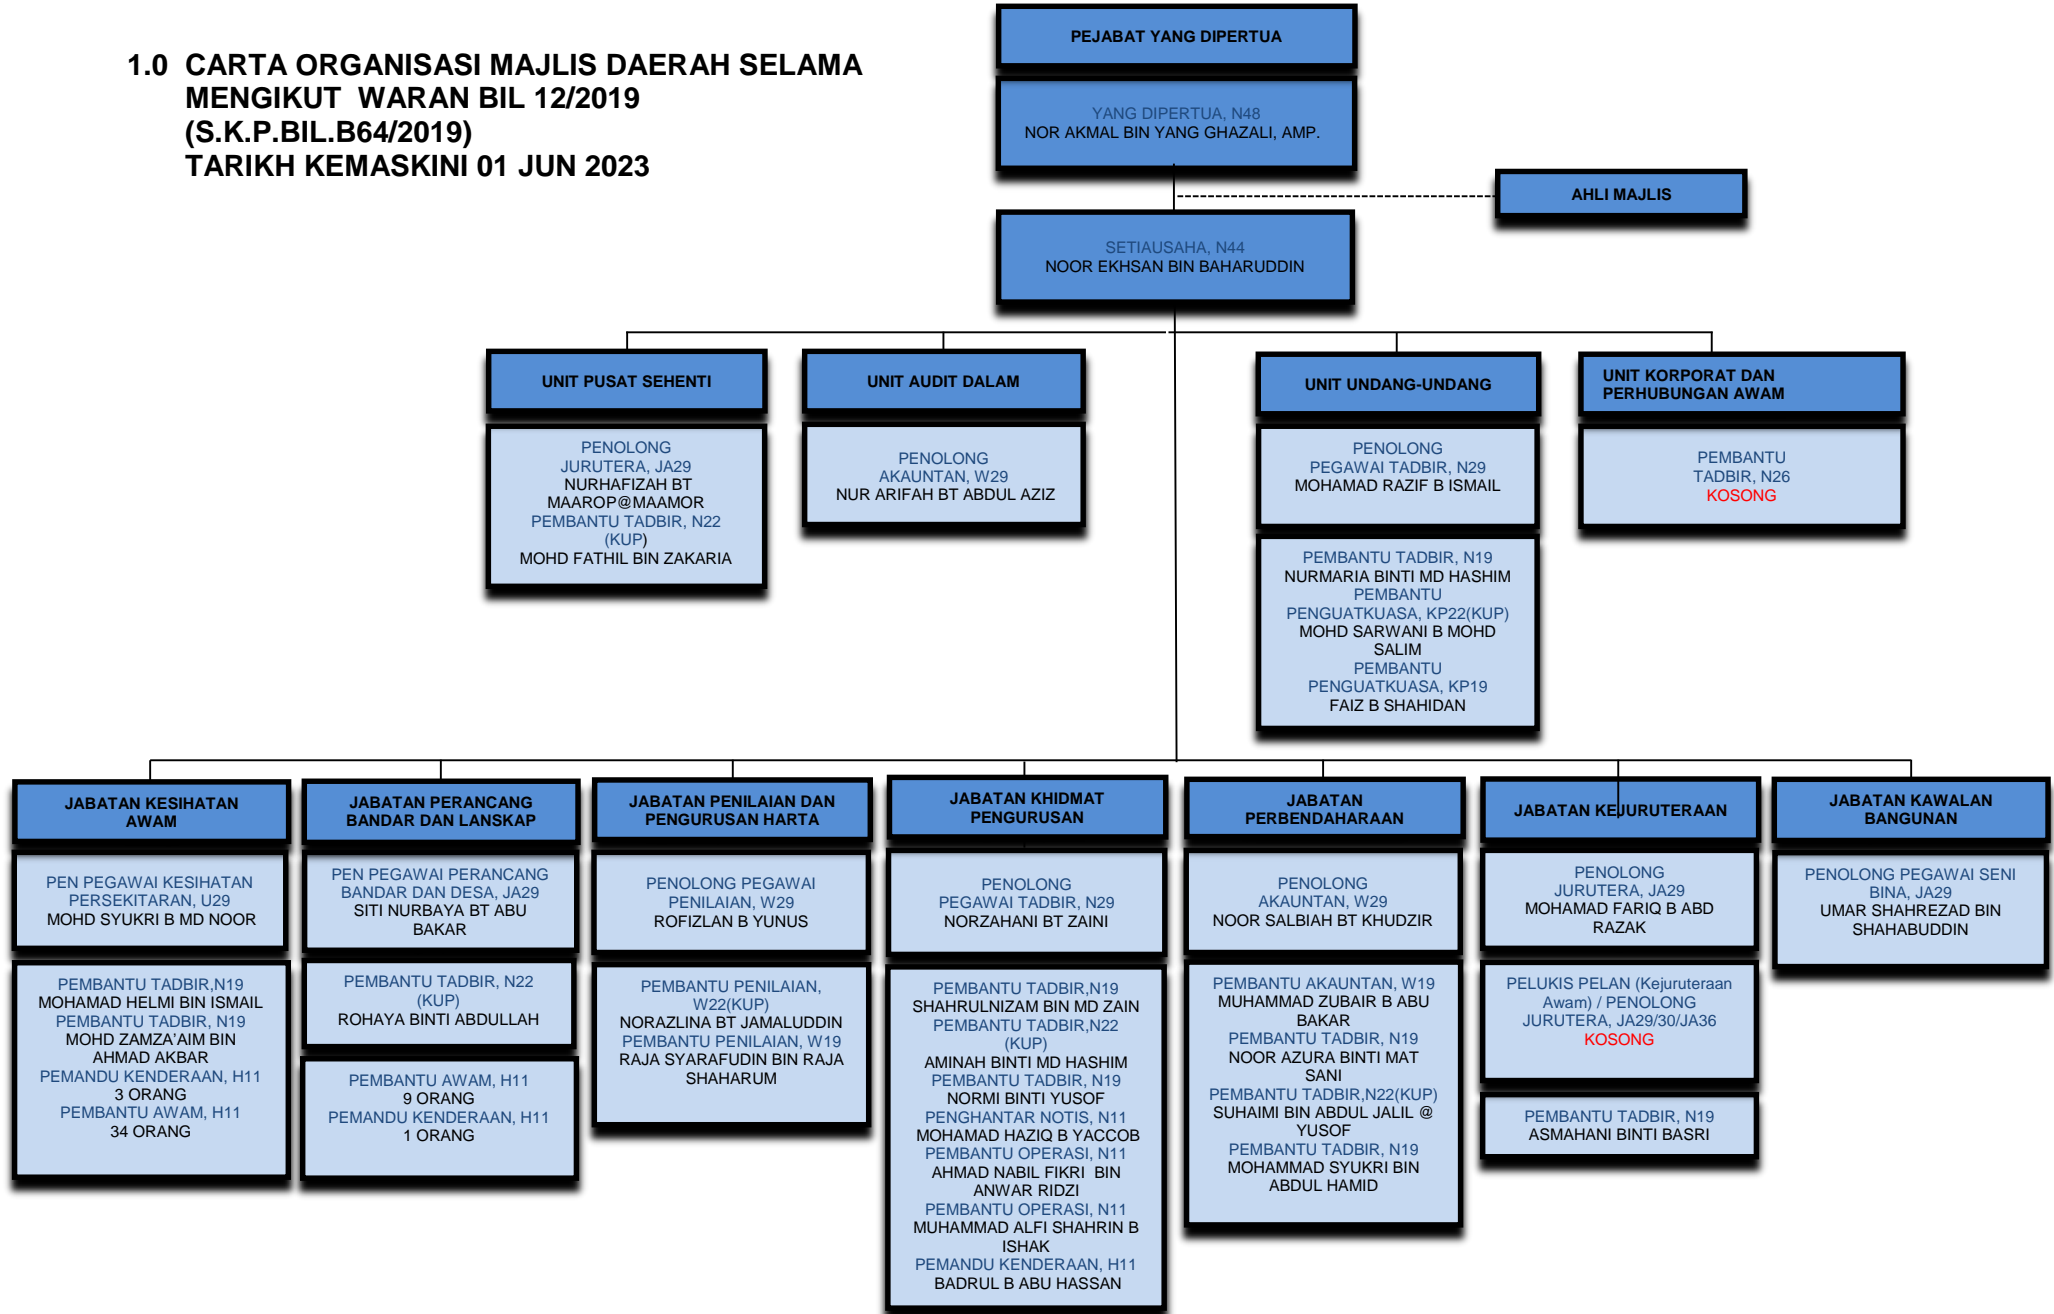 1.0 CARTA ORGANISASI MAJLIS DAERAH SELAMA
MENGIKUT WARAN BIL 12/2019
(S.K.P.BIL.B64/2019)
TARIKH KEMASKINI 01 JUN 2023
PEJABAT YANG DIPERTUA
YANG DIPERTUA, N48
NOR AKMAL BIN YANG GHAZALI, AMP.
AHLI MAJLIS
SETIAUSAHA, N44
NOOR EKHSAN BIN BAHARUDDIN
UNIT PUSAT SEHENTI
PENOLONG
JURUTERA, JA29
NURHAFIZAH BT
MAAROP@MAAMOR
PEMBANTU TADBIR, N22
(KUP)
MOHD FATHIL BIN ZAKARIA
UNIT AUDIT DALAM
PENOLONG
AKAUNTAN, W29
NUR ARIFAH BT ABDUL AZIZ
UNIT UNDANG-UNDANG
PENOLONG
PEGAWAI TADBIR, N29
MOHAMAD RAZIF B ISMAIL
PEMBANTU TADBIR, N19
NURMARIA BINTI MD HASHIM
PEMBANTU
PENGUATKUASA, KP22(KUP)
MOHD SARWANI B MOHD
SALIM
PEMBANTU
PENGUATKUASA, KP19
FAIZ B SHAHIDAN
UNIT KORPORAT DAN
PERHUBUNGAN AWAM
PEMBANTU
TADBIR, N26
KOSONG
JABATAN KESIHATAN
AWAM
PEN PEGAWAI KESIHATAN
PERSEKITARAN, U29
MOHD SYUKRI B MD NOOR
PEMBANTU TADBIR,N19
MOHAMAD HELMI BIN ISMAIL
PEMBANTU TADBIR, N19
MOHD ZAMZA'AIM BIN
AHMAD AKBAR
PEMANDU KENDERAAN, H11
3 ORANG
PEMBANTU AWAM, H11
34 ORANG
JABATAN PERANCANG
BANDAR DAN LANSKAP
PEN PEGAWAI PERANCANG
BANDAR DAN DESA, JA29
SITI NURBAYA BT ABU
BAKAR
PEMBANTU TADBIR, N22
(KUP)
ROHAYA BINTI ABDULLAH
PEMBANTU AWAM, H11
9 ORANG
PEMANDU KENDERAAN, H11
1 ORANG
JABATAN PENILAIAN DAN
PENGURUSAN HARTA
PENOLONG PEGAWAI
PENILAIAN, W29
ROFIZLAN B YUNUS
PEMBANTU PENILAIAN,
W22(KUP)
NORAZLINA BT JAMALUDDIN
PEMBANTU PENILAIAN, W19
RAJA SYARAFUDIN BIN RAJA
SHAHARUM
JABATAN KHIDMAT
PENGURUSAN
PENOLONG
PEGAWAI TADBIR, N29
NORZAHANI BT ZAINI
PEMBANTU TADBIR,N19
SHAHRULNIZAM BIN MD ZAIN
PEMBANTU TADBIR,N22
(KUP)
AMINAH BINTI MD HASHIM
PEMBANTU TADBIR, N19
NORMI BINTI YUSOF
PENGHANTAR NOTIS, N11
MOHAMAD HAZIQ B YACCOB
PEMBANTU OPERASI, N11
AHMAD NABIL FIKRI BIN
ANWAR RIDZI
PEMBANTU OPERASI, N11
MUHAMMAD ALFI SHAHRIN B
ISHAK
PEMANDU KENDERAAN, H11
BADRUL B ABU HASSAN
JABATAN
PERBENDAHARAAN
PENOLONG
AKAUNTAN, W29
NOOR SALBIAH BT KHUDZIR
PEMBANTU AKAUNTAN, W19
MUHAMMAD ZUBAIR B ABU
BAKAR
PEMBANTU TADBIR, N19
NOOR AZURA BINTI MAT
SANI
PEMBANTU TADBIR,N22(KUP)
SUHAIMI BIN ABDUL JALIL @
YUSOF
PEMBANTU TADBIR, N19
MOHAMMAD SYUKRI BIN
ABDUL HAMID
JABATAN KEJURUTERAAN
PENOLONG
JURUTERA, JA29
MOHAMAD FARIQ B ABD
RAZAK
PELUKIS PELAN (Kejuruteraan
Awam) / PENOLONG
JURUTERA, JA29/30/JA36
KOSONG
PEMBANTU TADBIR, N19
ASMAHANI BINTI BASRI
JABATAN KAWALAN
BANGUNAN
PENOLONG PEGAWAI SENI
BINA, JA29
UMAR SHAHREZAD BIN
SHAHABUDDIN